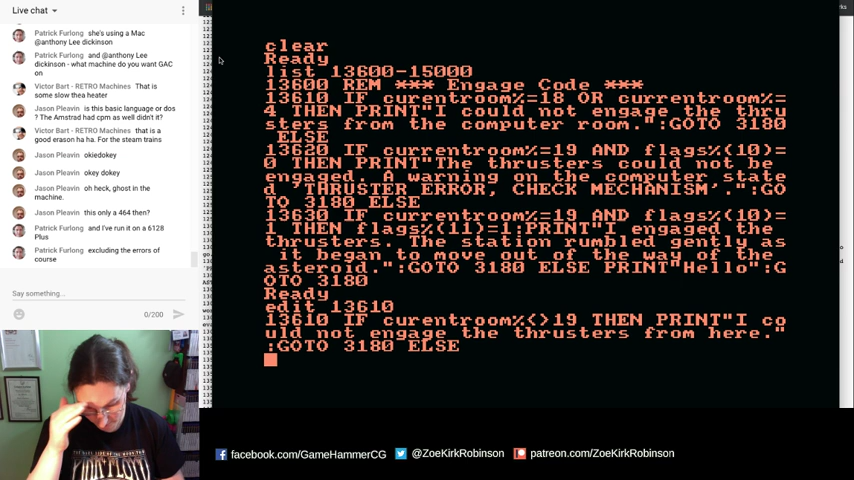 Live chat
Patrick Furlong she's using a Mac
@anthony Lee dickinson
Patrick Furlong and @anthony Lee
dickinson - what machine do you want GAC
on
Victor Bart - RETRO Machines That is
some slow thea heater
Jason Pleavin is this basic language or dos
? The Amstrad had cpm as well didn't it?
Victor Bart - RETRO Machines that is a
good erason ha ha. For the steam trains
Jason Pleavin okiedokey
Jason Pleavin okey dokey
Jason Pleavin oh heck, ghost in the
machine.
Jason Pleavin this only a 464 then?
Patrick Furlong and I've run it on a 6128
Plus
Patrick Furlong excluding the errors of
course
Say something...
0/200
clear
Ready
list 13600-15000
13600 REM *** Engage Code ***
13610 IF curentroom%=18 OR currentroom%=
4 THEN PRINT"I could not engage the thru
sters from the computer room.":GOTO 3180
ELSE
13620 IF curentroom%=19 AND flags%(10)=
0 THEN PRINT"The thrusters could not be
engaged. A warning on the computer state
d 'THRUSTER ERROR, CHECK MECHANISM'.":GO
TO 3180 ELSE
13630 IF curentroom%=19 AND flags%(10)=
1 THEN flags%(11)=1:PRINT"I engaged the
thrusters. The station rumbled gently as
it began to move out of the way of the
asteroid.":GOTO 3180 ELSE PRINT"Hello":G
OTO 3180
Ready
edit 13610
13610 IF curentroom%<>19 THEN PRINT"I co
uld not engage the thrusters from here."
:GOTO 3180 ELSE
facebook.com/GameHammerCG @ZoeKirkRobinson patreon.com/ZoeKirkRobinson